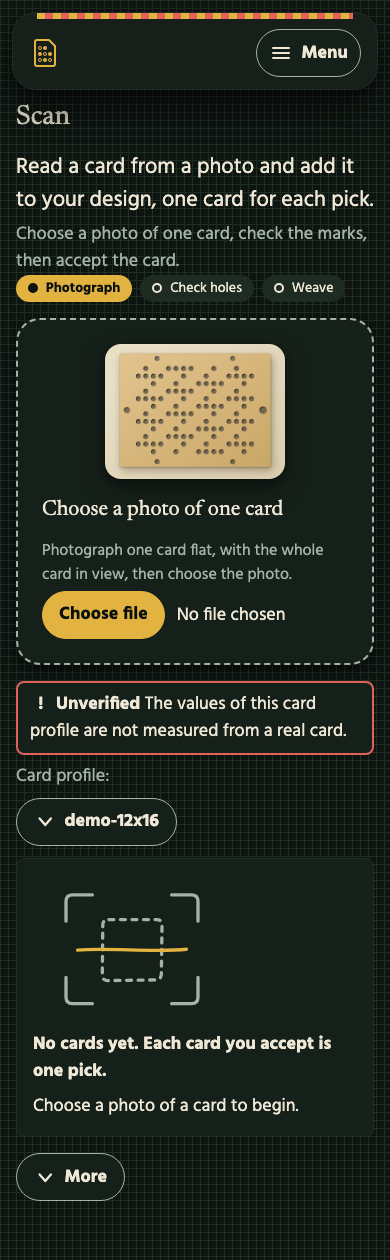 Menu
Scan
Read a card from a photo and add it
to your design, one card for each pick.
Choose a photo of one card, check the marks,
then accept the card.
Photograph
Check holes
Weave
Choose a photo of one card
Photograph one card flat, with the whole
card in view, then choose the photo.
Choose file
No file chosen
! Unverified The values of this card
profile are not measured from a real card.
Card profile:
demo-12x16
No cards yet. Each card you accept is
one pick.
Choose a photo of a card to begin.
More